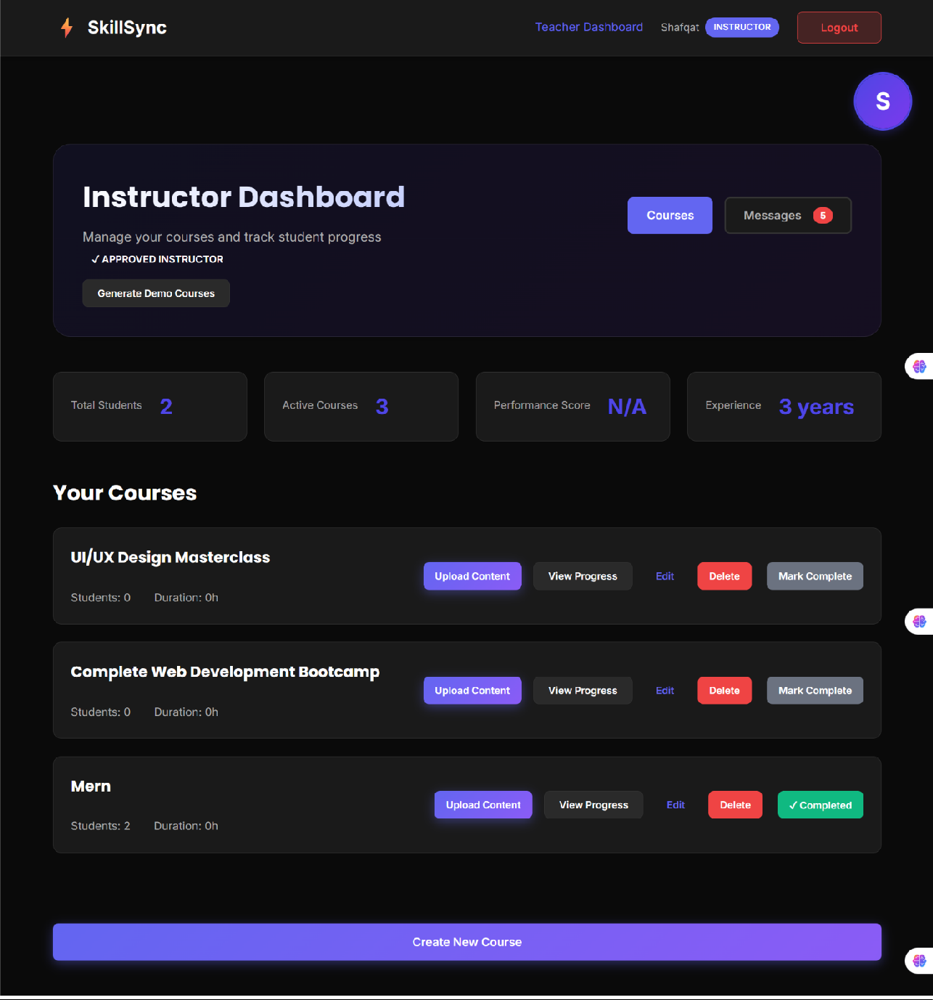 SkillSync
Teacher Dashboard Shafqat INSTRUCTOR Logout
S
Instructor Dashboard
Manage your courses and track student progress
✓ APPROVED INSTRUCTOR
Generate Demo Courses
Courses Messages 5
Total Students 2
Active Courses 3
Performance Score N/A
Experience 3 years
Your Courses
UI/UX Design Masterclass
Students: 0 Duration: 0h
Upload Content View Progress Edit Delete Mark Complete
Complete Web Development Bootcamp
Students: 0 Duration: 0h
Upload Content View Progress Edit Delete Mark Complete
Mern
Students: 2 Duration: 0h
Upload Content View Progress Edit Delete ✓ Completed
Create New Course